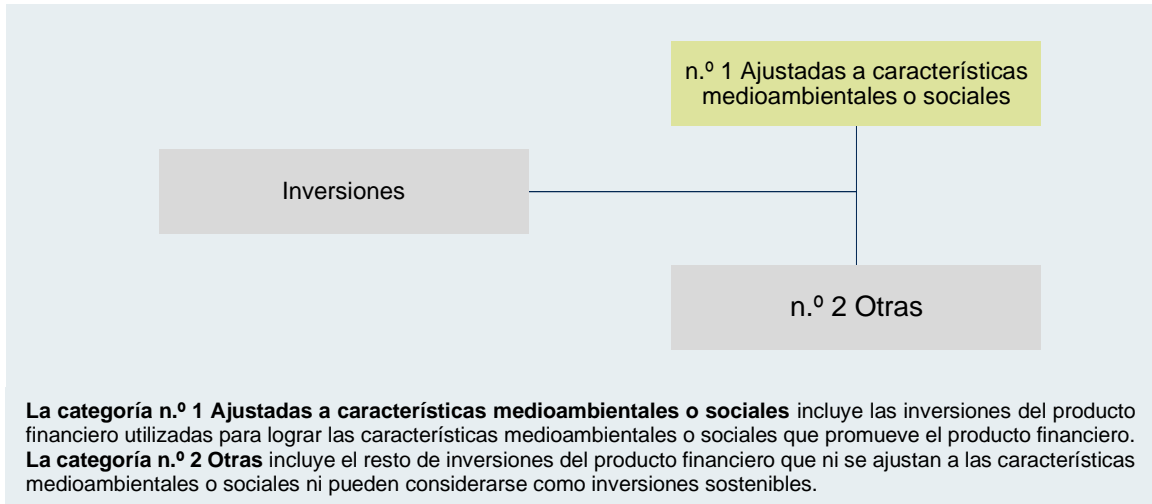 n.º 1 Ajustadas a características
medioambientales o sociales
Inversiones
n.º 2 Otras
La categoría n.º 1 Ajustadas a características medioambientales o sociales incluye las inversiones del producto
financiero utilizadas para lograr las características medioambientales o sociales que promueve el producto financiero.
La categoría n.º 2 Otras incluye el resto de inversiones del producto financiero que ni se ajustan a las características
medioambientales o sociales ni pueden considerarse como inversiones sostenibles.